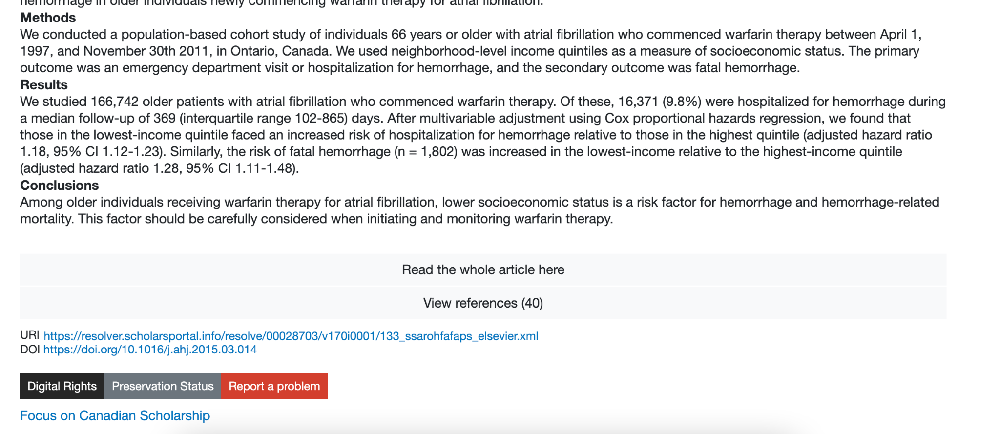 hemorrhage in older individuals newly commencing warfarin therapy for atrial fibrillation.
Methods
We conducted a population-based cohort study of individuals 66 years or older with atrial fibrillation who commenced warfarin therapy between April 1,
1997, and November 30th 2011, in Ontario, Canada. We used neighborhood-level income quintiles as a measure of socioeconomic status. The primary
outcome was an emergency department visit or hospitalization for hemorrhage, and the secondary outcome was fatal hemorrhage.
Results
We studied 166,742 older patients with atrial fibrillation who commenced warfarin therapy. Of these, 16,371 (9.8%) were hospitalized for hemorrhage during
a median follow-up of 369 (interquartile range 102-865) days. After multivariable adjustment using Cox proportional hazards regression, we found that
those in the lowest-income quintile faced an increased risk of hospitalization for hemorrhage relative to those in the highest quintile (adjusted hazard ratio
1.18, 95% CI 1.12-1.23). Similarly, the risk of fatal hemorrhage (n = 1,802) was increased in the lowest-income relative to the highest-income quintile
(adjusted hazard ratio 1.28, 95% CI 1.11-1.48).
Conclusions
Among older individuals receiving warfarin therapy for atrial fibrillation, lower socioeconomic status is a risk factor for hemorrhage and hemorrhage-related
mortality. This factor should be carefully considered when initiating and monitoring warfarin therapy.
Read the whole article here
View references (40)
URI https://resolver.scholarsportal.info/resolve/00028703/v170i0001/133_ssarohfafaps_elsevier.xml
DOI https://doi.org/10.1016/j.ahj.2015.03.014
Digital Rights Preservation Status Report a problem
Focus on Canadian Scholarship